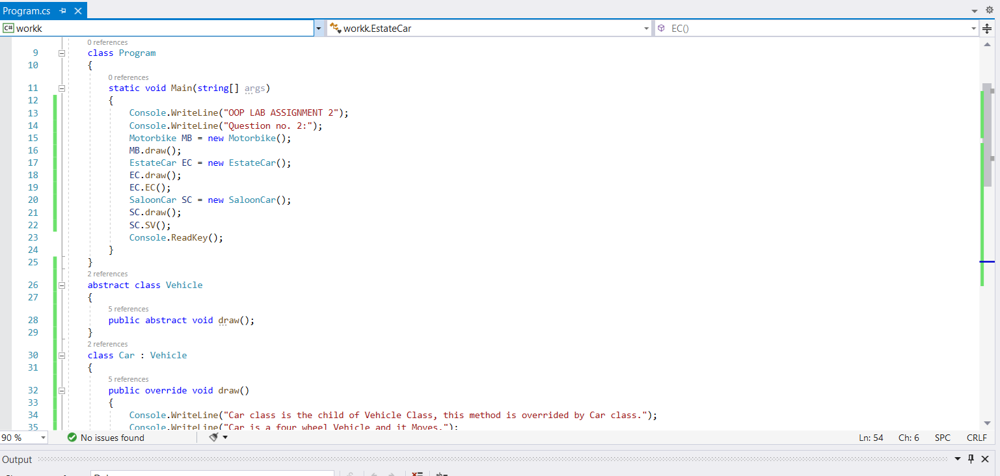 Program.cs
C# workk
workk.EstateCar
EC()
0 references
9 class Program
10 {
0 references
11 static void Main(string[] args)
12 {
13 Console.WriteLine("OOP LAB ASSIGNMENT 2");
14 Console.WriteLine("Question no. 2:");
15 Motorbike MB = new Motorbike();
16 MB.draw();
17 EstateCar EC = new EstateCar();
18 EC.draw();
19 EC.EC();
20 SaloonCar SC = new SaloonCar();
21 SC.draw();
22 SC.SV();
23 Console.ReadKey();
24 }
25 }
2 references
26 abstract class Vehicle
27 {
5 references
28 public abstract void draw();
29 }
2 references
30 class Car : Vehicle
31 {
5 references
32 public override void draw()
33 {
34 Console.WriteLine("Car class is the child of Vehicle Class, this method is overrided by Car class.");
35 Console.WriteLine("Car is a four wheel Vehicle and it Moves.");
90 % No issues found Ln: 54 Ch: 6 SPC CRLF
Output